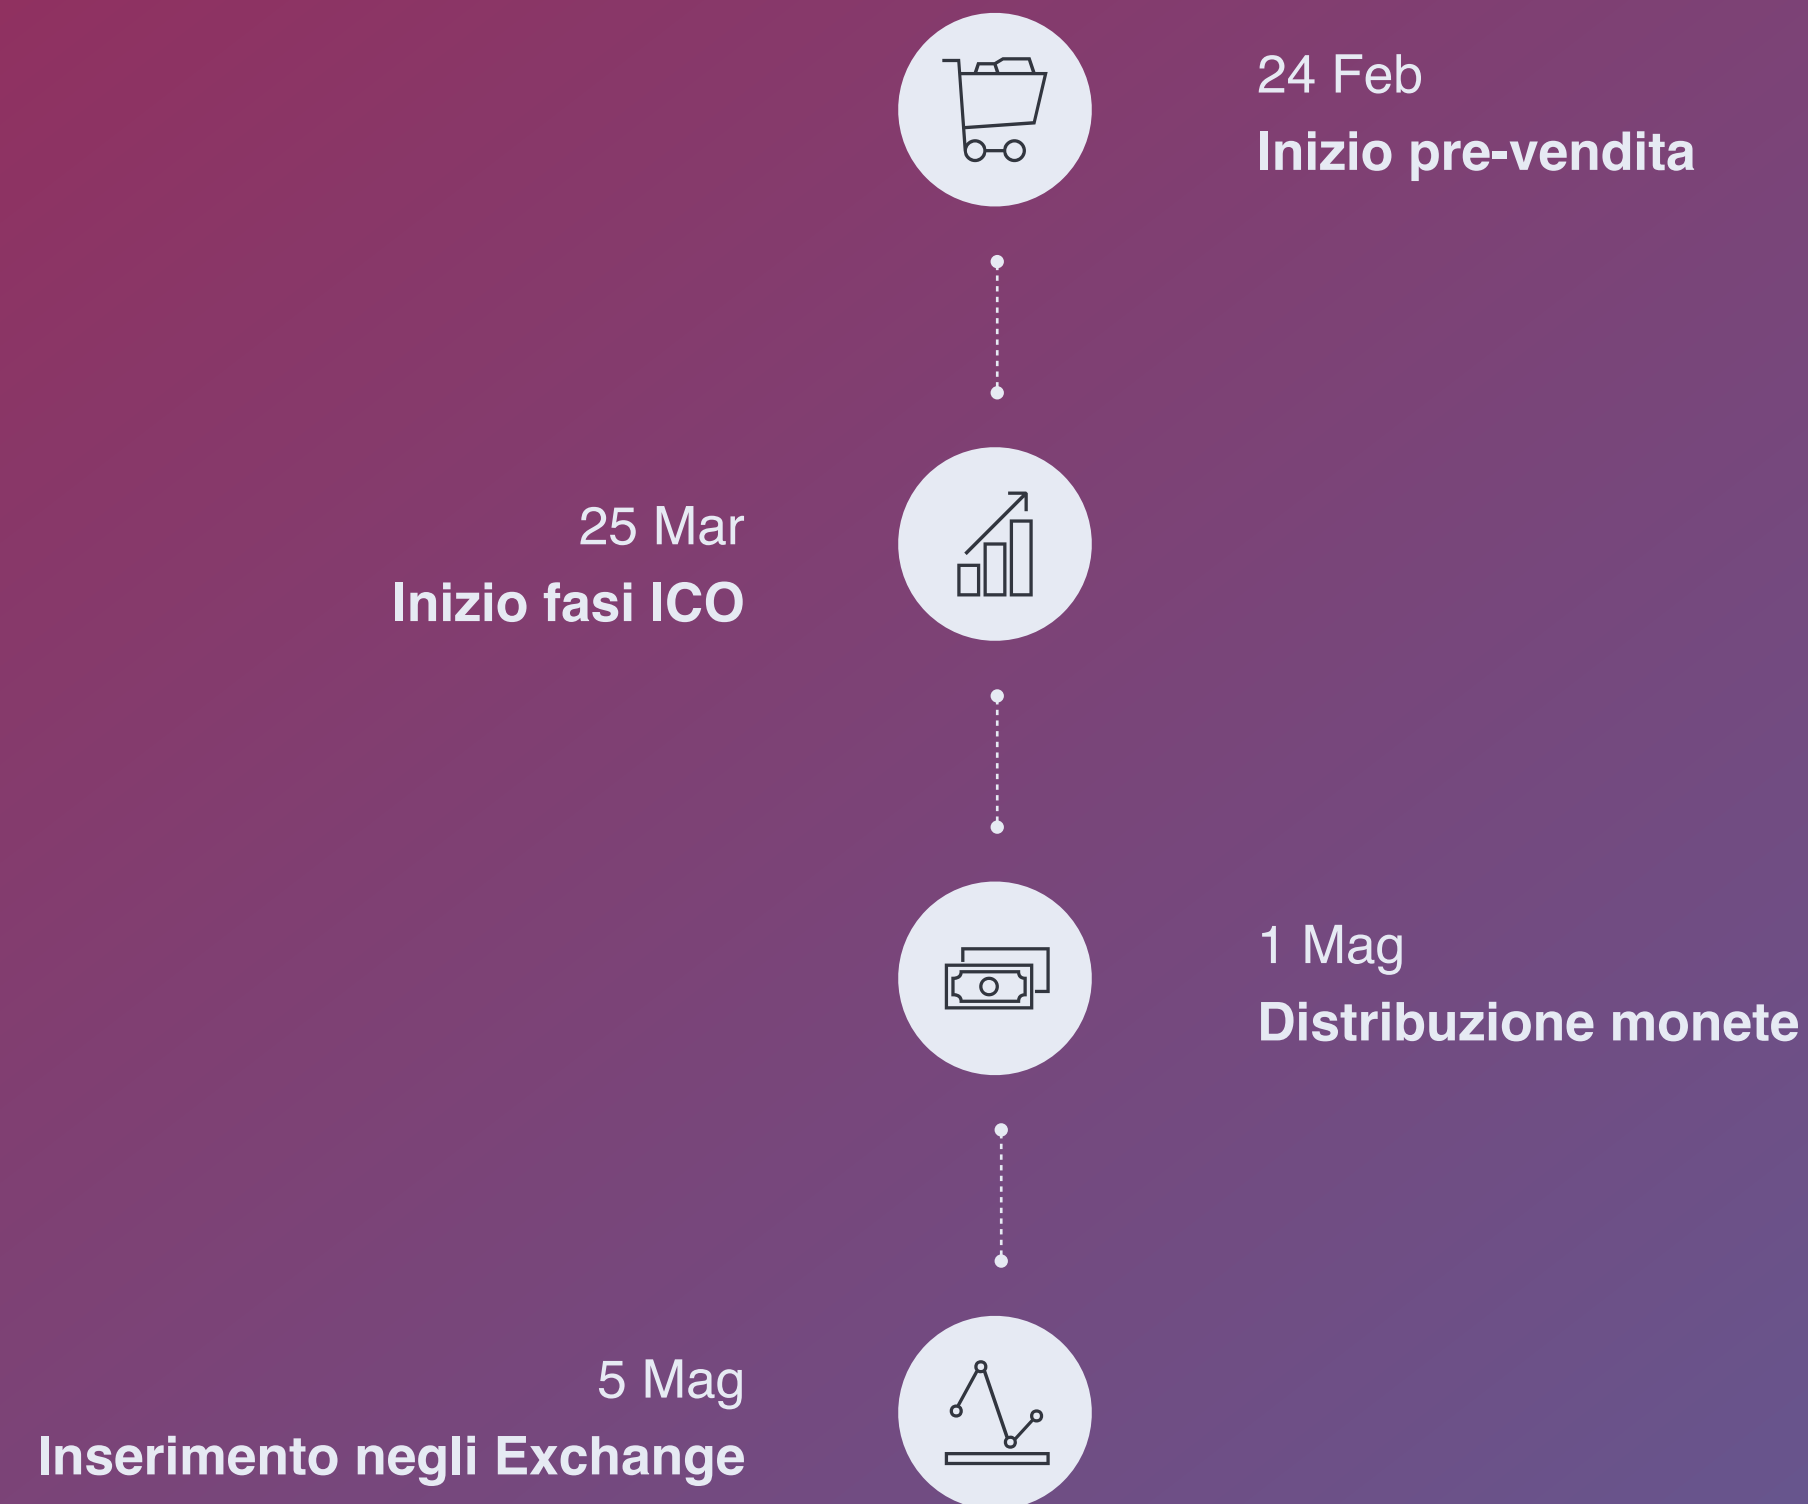 24 Feb
Inizio pre-vendita
25 Mar
Inizio fasi ICO
1 Mag
Distribuzione monete
5 Mag
Inserimento negli Exchange